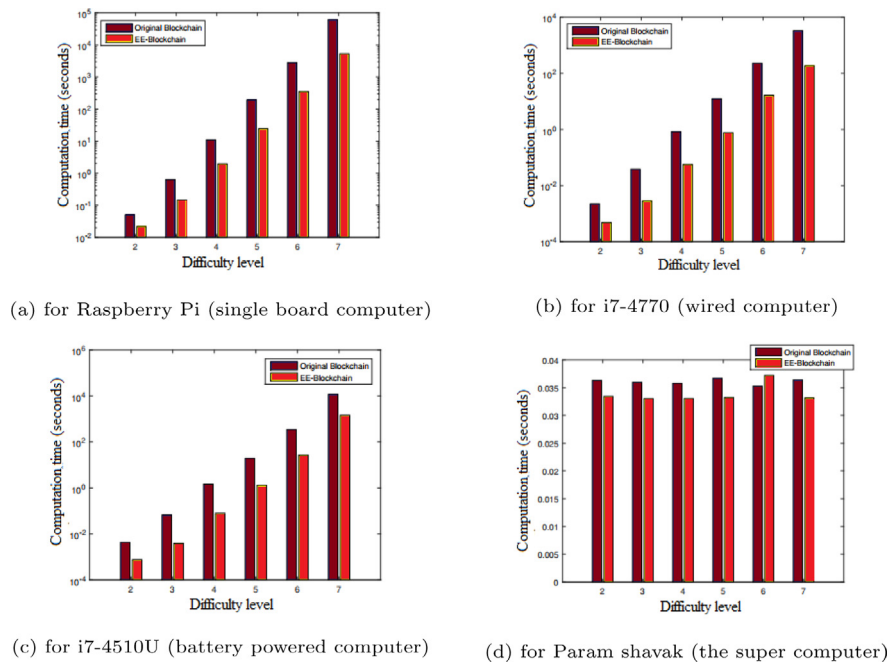 Original Blockchain
EE-Blockchain
Computation time (seconds)
10^5
10^4
10^3
10^2
10^1
10^0
10^-1
10^-2
2 3 4 5 6 7
Difficulty level
(a) for Raspberry Pi (single board computer)
Original Blockchain
EE-Blockchain
Computation time (seconds)
10^4
10^2
10^0
10^-2
10^-4
2 3 4 5 6 7
Difficulty level
(b) for i7-4770 (wired computer)
Original Blockchain
EE-Blockchain
Computation time (seconds)
10^6
10^4
10^2
10^0
10^-2
10^-4
2 3 4 5 6 7
Difficulty level
(c) for i7-4510U (battery powered computer)
Original Blockchain
EE-Blockchain
Computation time (seconds)
0.04
0.035
0.03
0.025
0.02
0.015
0.01
0.005
0
2 3 4 5 6 7
Difficulty level
(d) for Param shavak (the super computer)